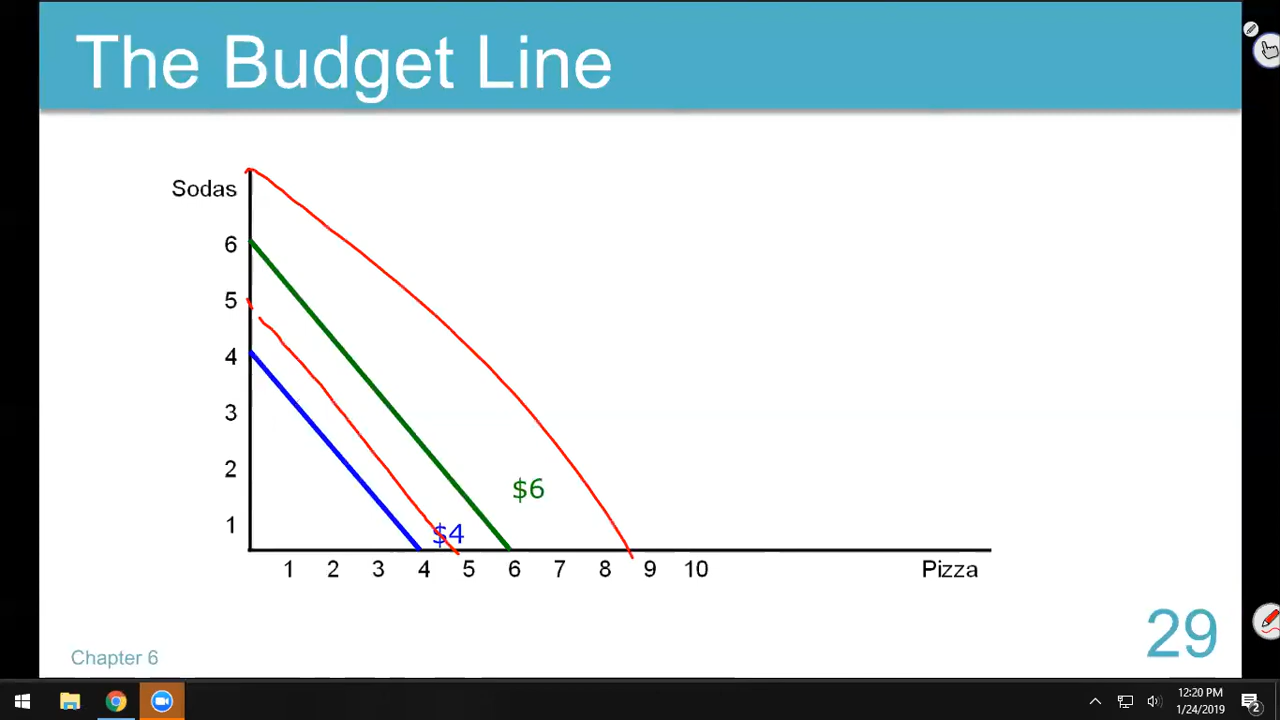 The Budget Line
Sodas
6
5
4
3
2
1
$6
$4
1 2 3 4 5 6 7 8 9 10 Pizza
Chapter 6
29
12:20 PM
1/24/2019
2